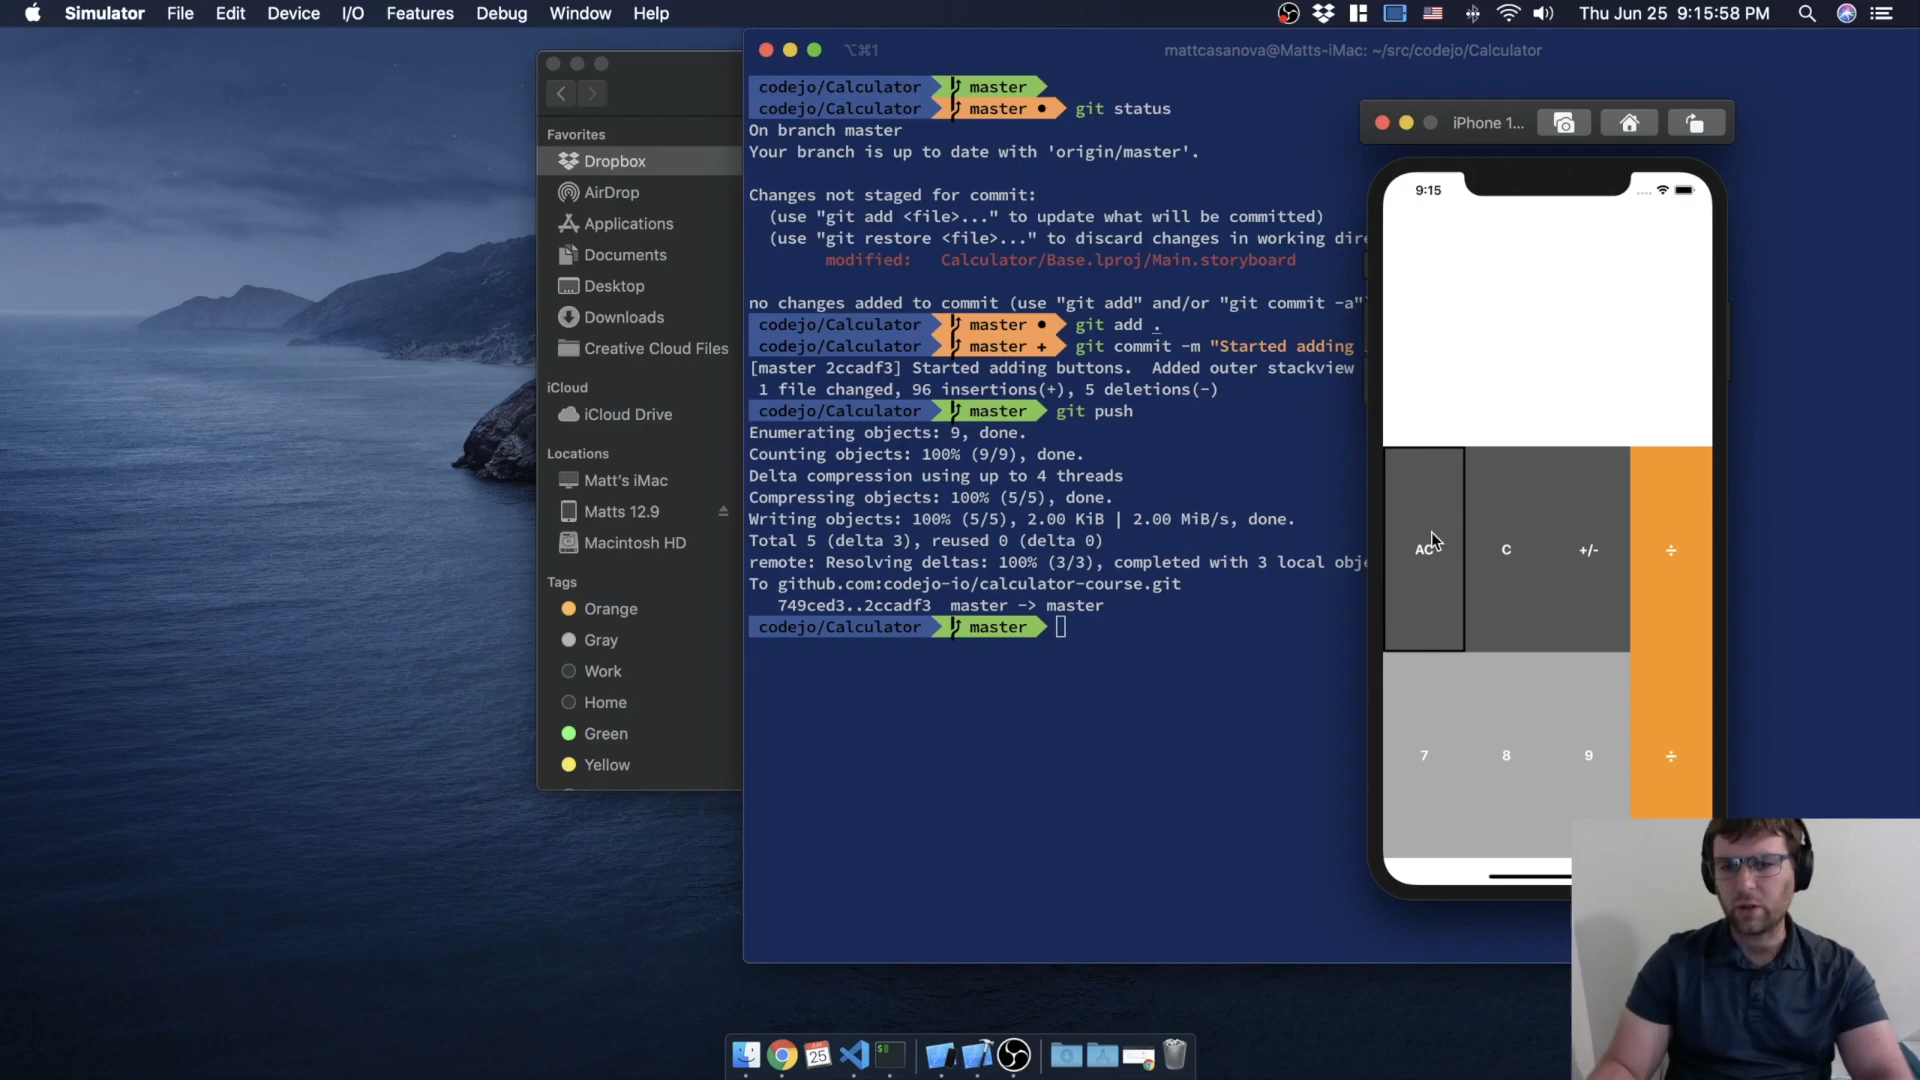 Simulator File Edit Device I/O Features Debug Window Help
Thu Jun 25 9:15:58 PM
⌥⌘1
mattcasanova@Matts-iMac: ~/src/codejo/Calculator
Favorites
Dropbox
AirDrop
Applications
Documents
Desktop
Downloads
Creative Cloud Files
iCloud
iCloud Drive
Locations
Matt's iMac
Matts 12.9
Macintosh HD
Tags
Orange
Gray
Work
Home
Green
Yellow
codejo/Calculator master
codejo/Calculator master ● git status
On branch master
Your branch is up to date with 'origin/master'.
Changes not staged for commit:
(use "git add <file>..." to update what will be committed)
(use "git restore <file>..." to discard changes in working dire
modified: Calculator/Base.lproj/Main.storyboard
no changes added to commit (use "git add" and/or "git commit -a")
codejo/Calculator master ● git add .
codejo/Calculator master + git commit -m "Started adding
[master 2ccadf3] Started adding buttons. Added outer stackview
1 file changed, 96 insertions(+), 5 deletions(-)
codejo/Calculator master git push
Enumerating objects: 9, done.
Counting objects: 100% (9/9), done.
Delta compression using up to 4 threads
Compressing objects: 100% (5/5), done.
Writing objects: 100% (5/5), 2.00 KiB | 2.00 MiB/s, done.
Total 5 (delta 3), reused 0 (delta 0)
remote: Resolving deltas: 100% (3/3), completed with 3 local obje
To github.com:codejo-io/calculator-course.git
749ced3..2ccadf3 master -> master
codejo/Calculator master
iPhone 1...
9:15
AC C +/- ÷
7 8 9 ÷
25